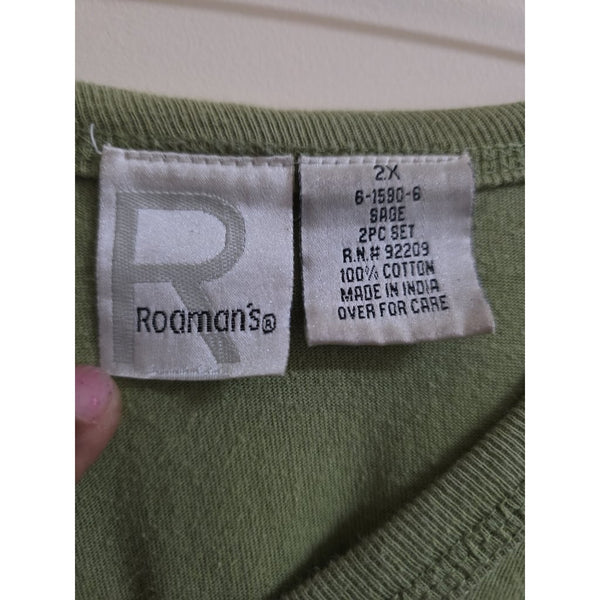 R
Roaman's®
2X
6-1590-6
SAGE
2PC SET
R.N.# 92209
100% COTTON
MADE IN INDIA
OVER FOR CARE